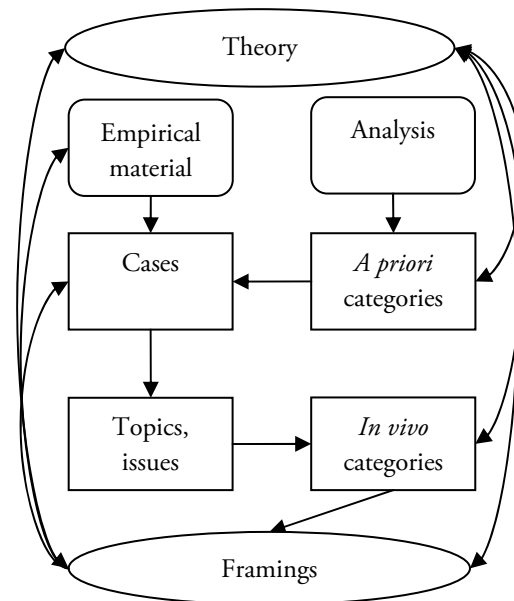 Theory
Empirical
material
Analysis
Cases
A priori
categories
Topics,
issues
In vivo
categories
Framings